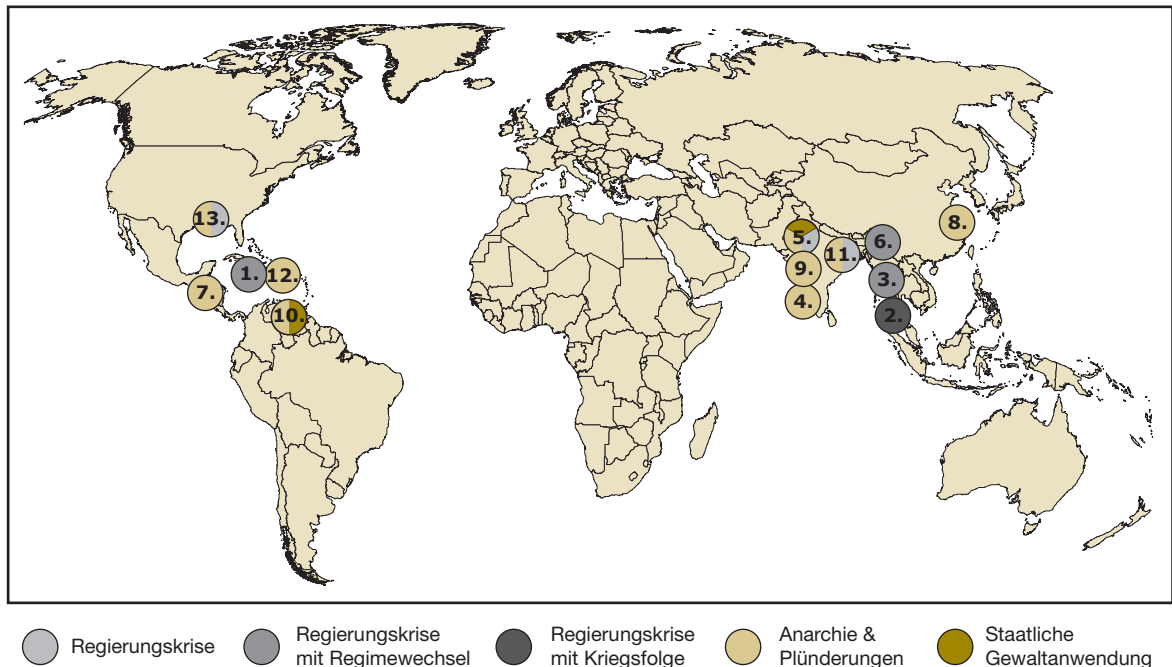 13.
8.
5.
6.
11.
9.
1.
12.
3.
7.
4.
10.
2.
Regierungskrise
Regierungskrise
mit Regimewechsel
Regierungskrise
mit Kriegsfolge
Anarchie &
Plünderungen
Staatliche
Gewaltanwendung